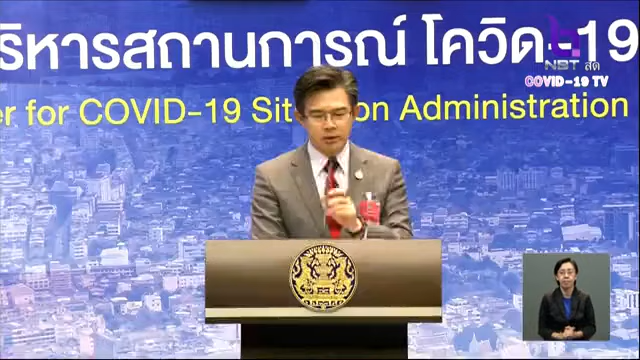 ริหารสถานการณ์ โควิด-19
er for COVID-19 Sit on Administration
NBT สด
COVID-19 TV